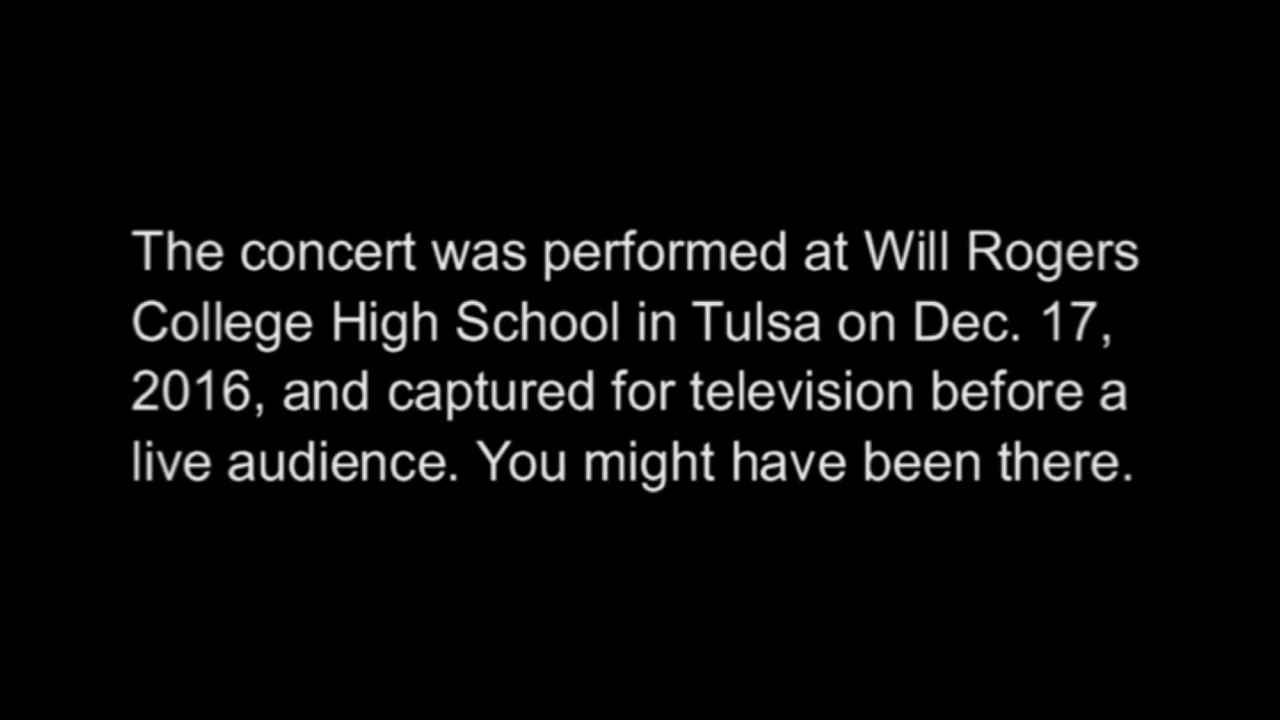 The concert was performed at Will Rogers
College High School in Tulsa on Dec. 17,
2016, and captured for television before a
live audience. You might have been there.